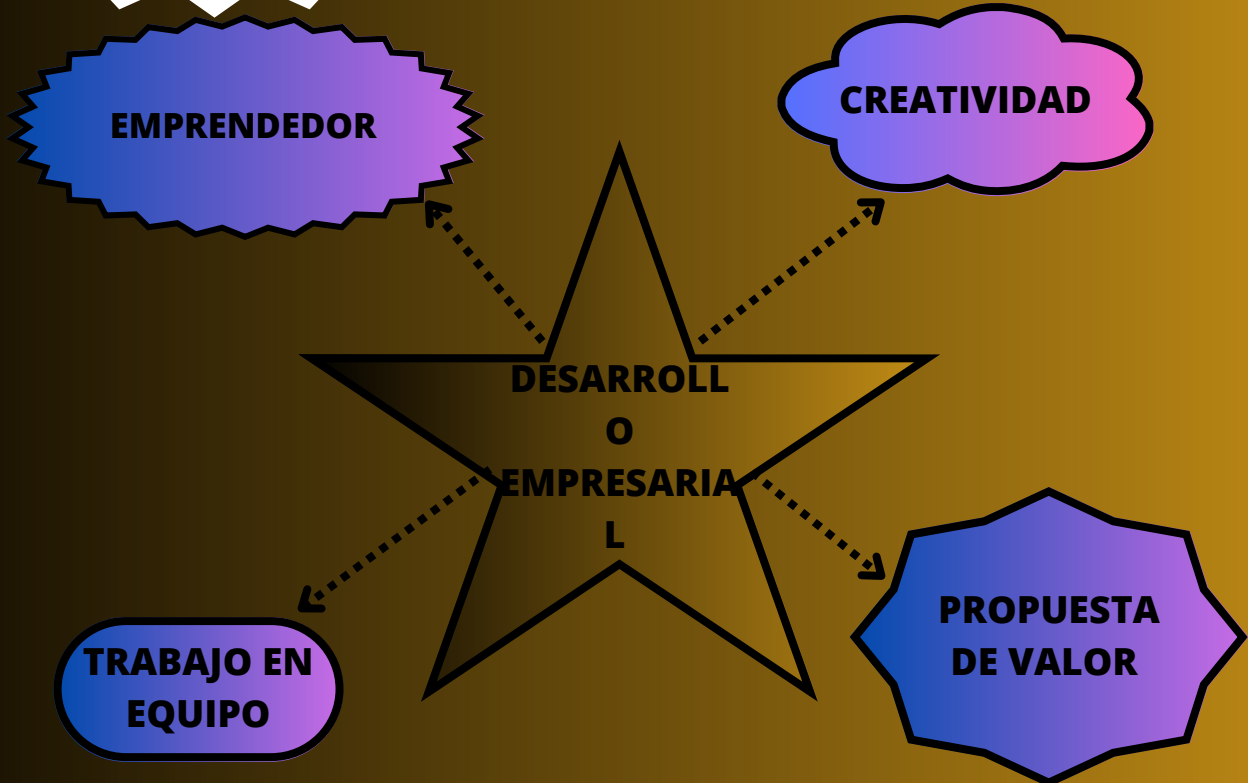 EMPRENDEDOR
CREATIVIDAD
DESARROLL
O
EMPRESARIA
L
TRABAJO EN
EQUIPO
PROPUESTA
DE VALOR